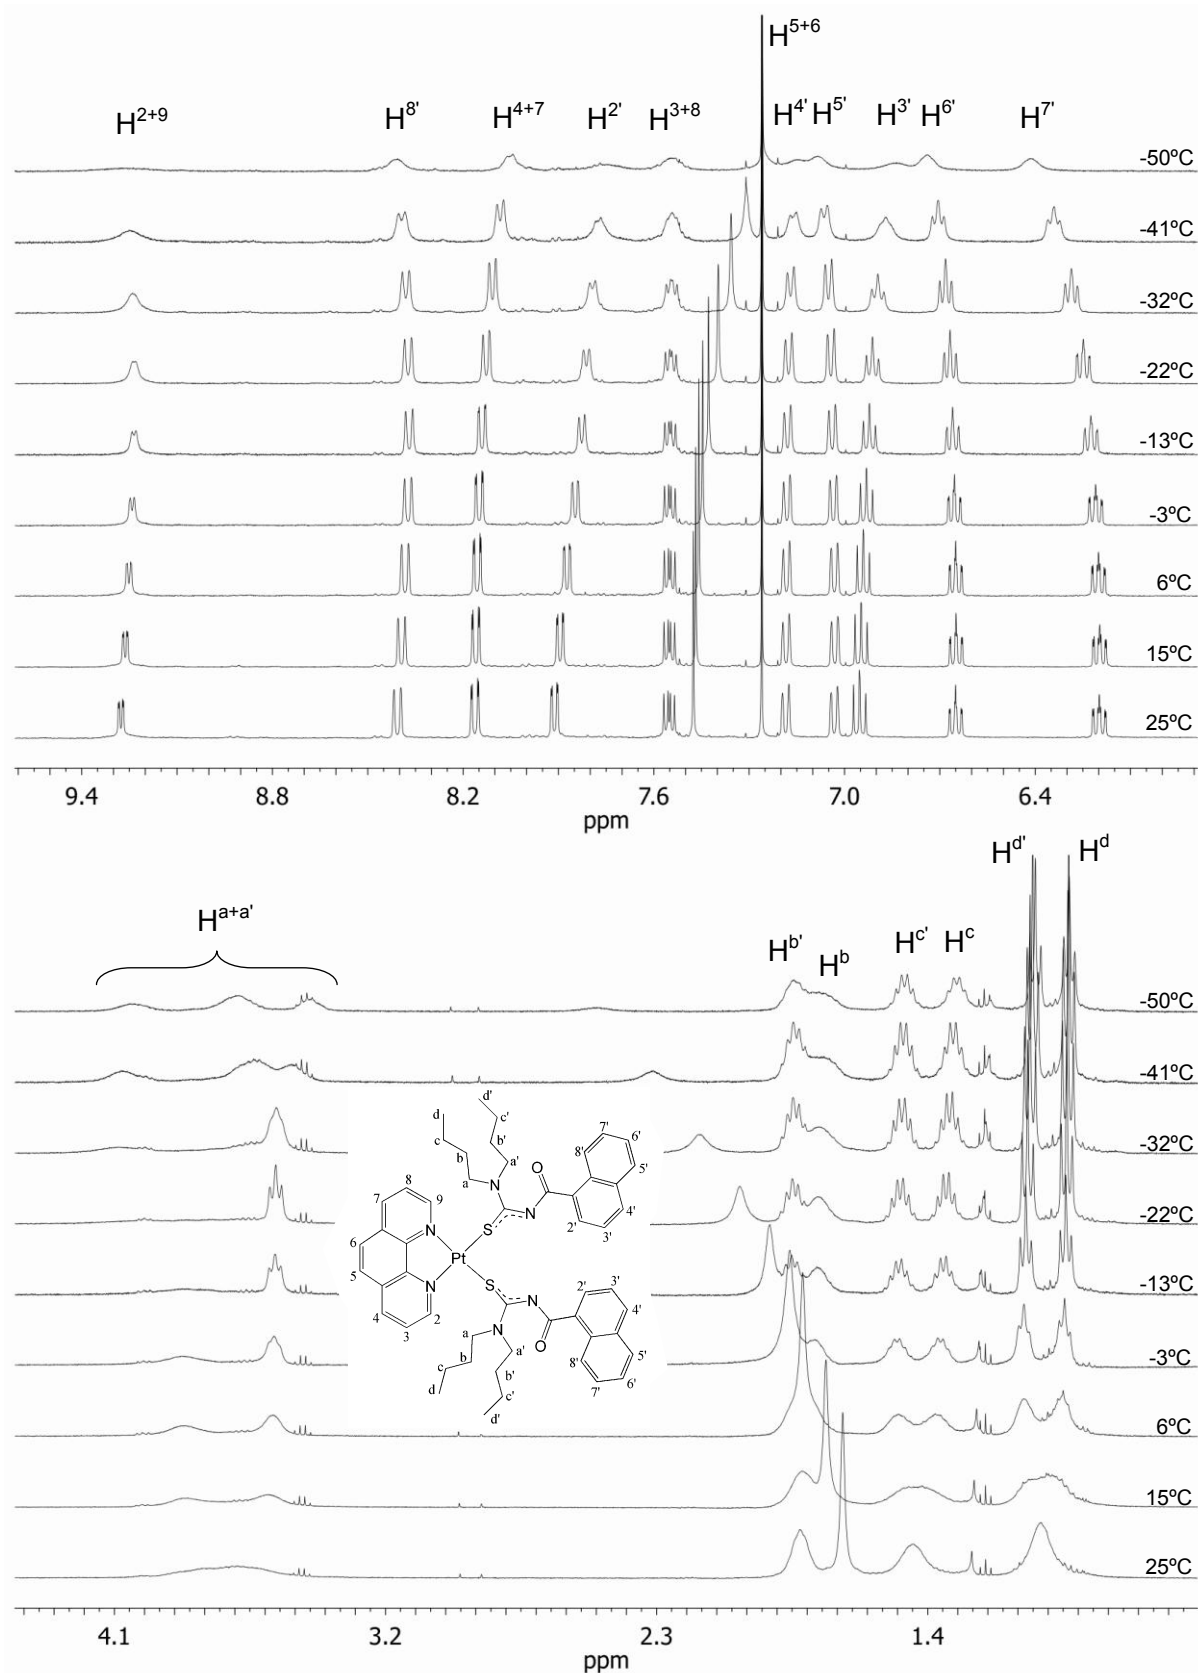 H5+6
H2+9 H8' H4+7 H2' H3+8 H4' H5' H3' H6' H7'
-50ºC
-41ºC
-32ºC
-22ºC
-13ºC
-3ºC
6ºC
15ºC
25ºC
9.4 8.8 8.2 7.6 7.0 6.4
ppm
Hd' Hd
Ha+a' Hb' Hb Hc' Hc
-50ºC
-41ºC
-32ºC
-22ºC
-13ºC
-3ºC
6ºC
15ºC
25ºC
d' d c' c b' b a' a N O 7' 6' 8' 5' 4' 3' 2' N S
8 7 9 6 5 4 3 2 N N Pt
S N O 2' 3' 4' 5' 6' 7' 8' N a a' b b' c c' d d'
4.1 3.2 2.3 1.4
ppm